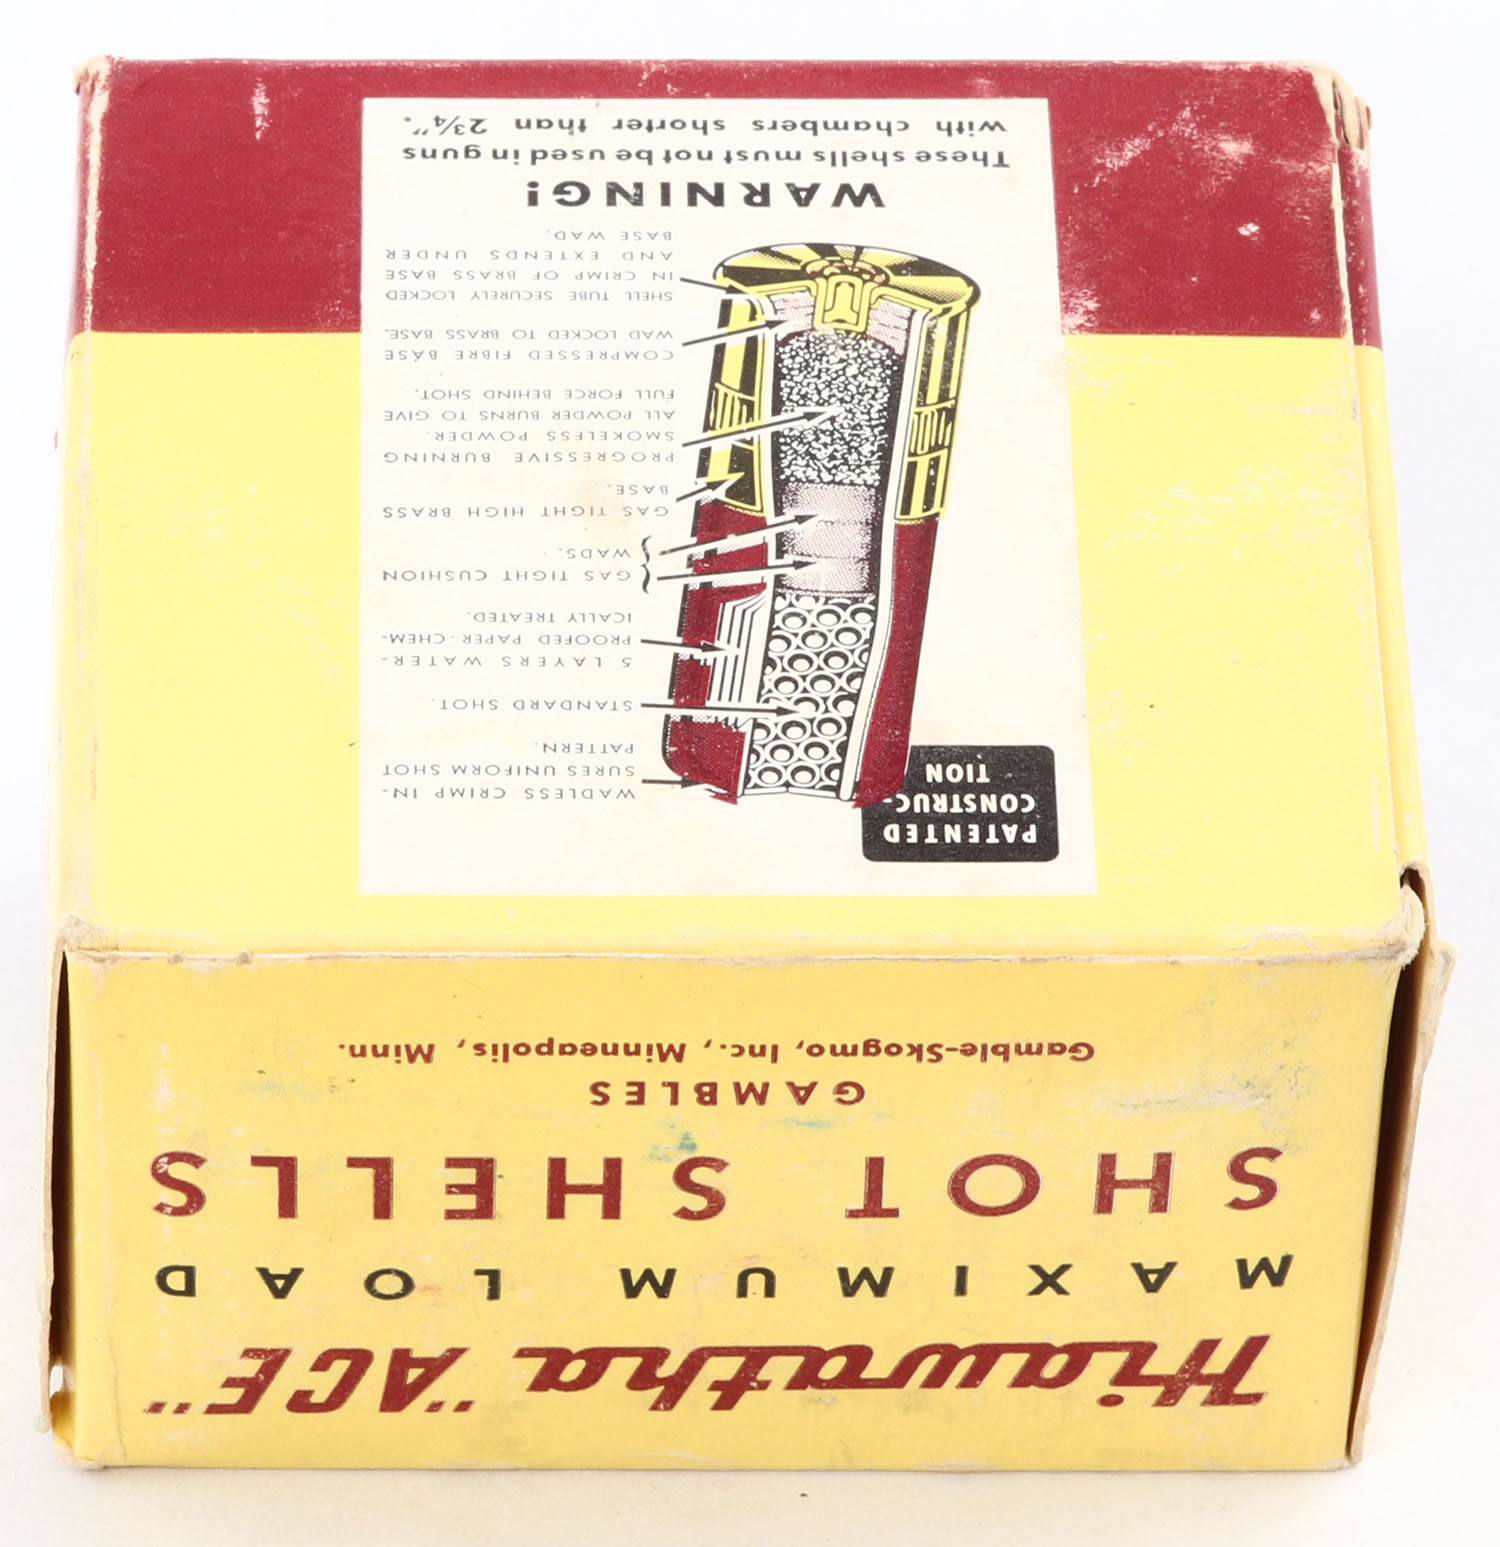 Hiawatha "ACE"
MAXIMUM LOAD
SHOT SHELLS
GAMBLES
Gamble-Skogmo, Inc., Minneapolis, Minn.
PATENTED
CONSTRUC-
TION
WADLESS CRIMP IN-
SURES UNIFORM SHOT
PATTERN.
STANDARD SHOT.
5 LAYERS WATER-
PROOFED PAPER-CHEM-
ICALLY TREATED.
GAS TIGHT CUSHION
WADS.
GAS TIGHT HIGH BRASS
BASE.
PROGRESSIVE BURNING
SMOKELESS POWDER.
ALL POWDER BURNS TO GIVE
FULL FORCE BEHIND SHOT.
COMPRESSED FIBRE BASE
WAD LOCKED TO BRASS BASE.
SHELL TUBE SECURELY LOCKED
IN CRIMP OF BRASS BASE
AND EXTENDS UNDER
BASE WAD.
WARNING!
These shells must not be used in guns
with chambers shorter than 2¾".